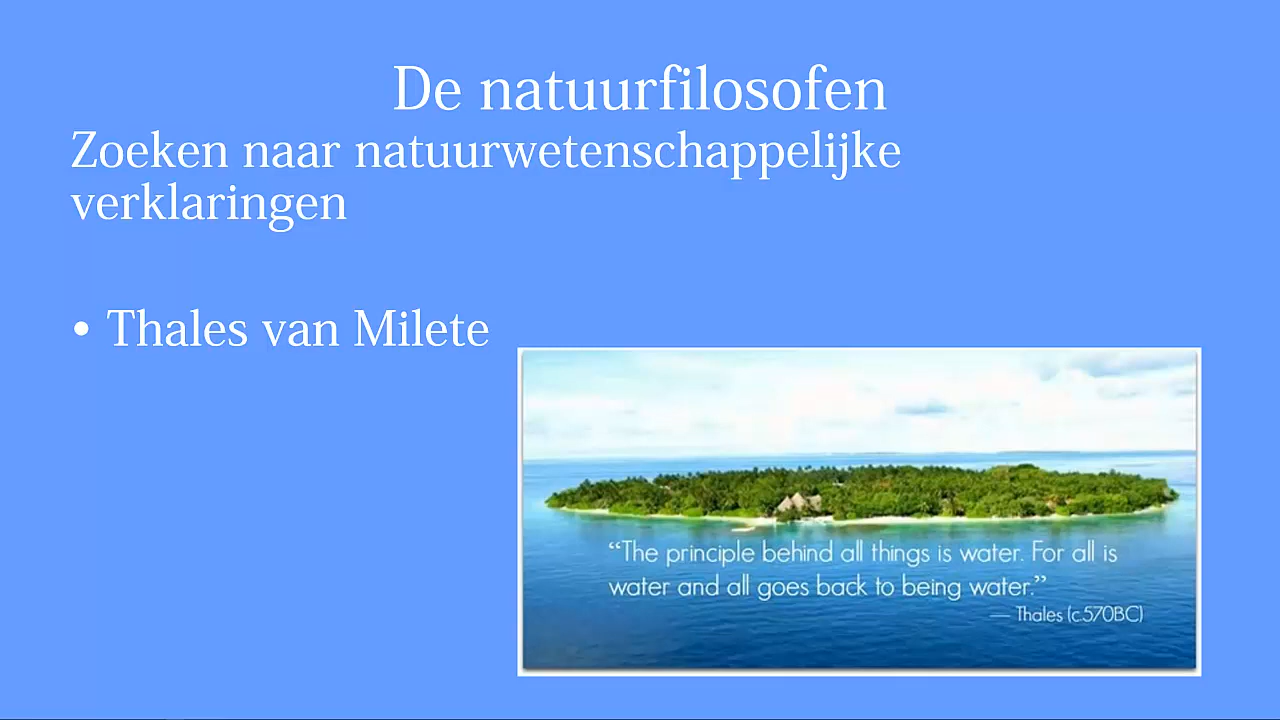 De natuurfilosofen
Zoeken naar natuurwetenschappelijke
verklaringen
• Thales van Milete
“The principle behind all things is water. For all is
water and all goes back to being water.”
— Thales (c.570BC)